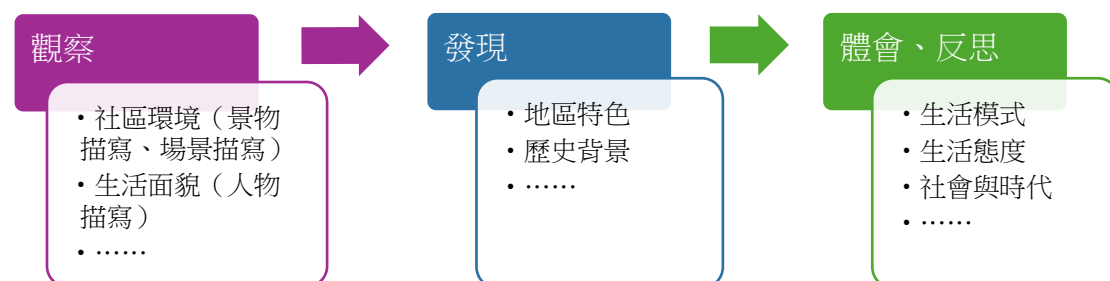 觀察
・社區環境（景物
描寫、場景描寫）
・生活面貌（人物
描寫）
・……
發現
・地區特色
・歷史背景
・……
體會、反思
・生活模式
・生活態度
・社會與時代
・……